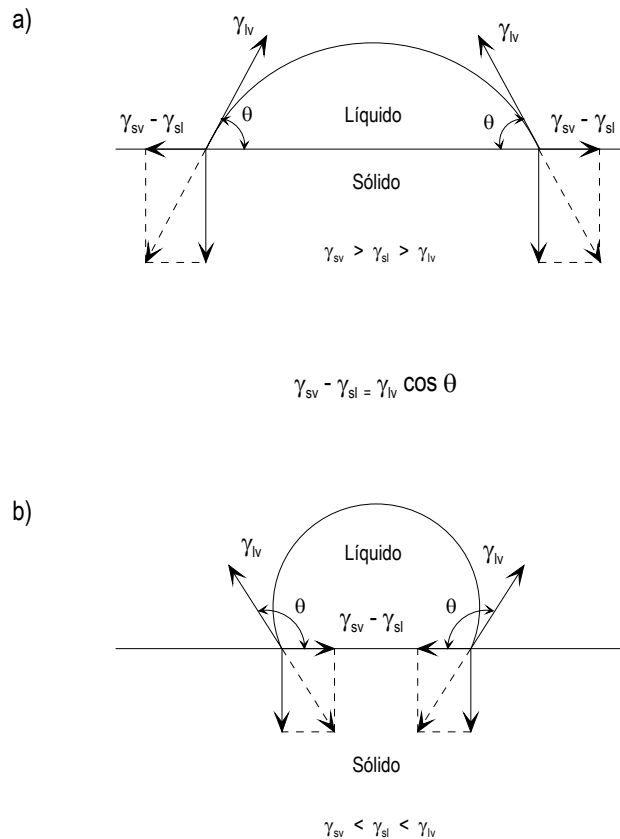 a)
γlv γlv
γsv - γsl θ Líquido θ γsv - γsl
Sólido
γsv > γsl > γlv
γsv - γsl = γlv cos θ
b)
γlv Líquido γlv
θ γsv - γsl θ
Sólido
γsv < γsl < γlv